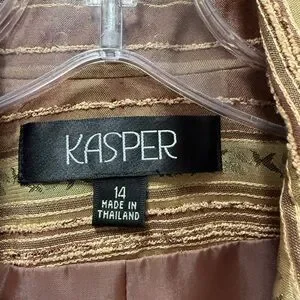 KASPER
14
MADE IN
THAILAND